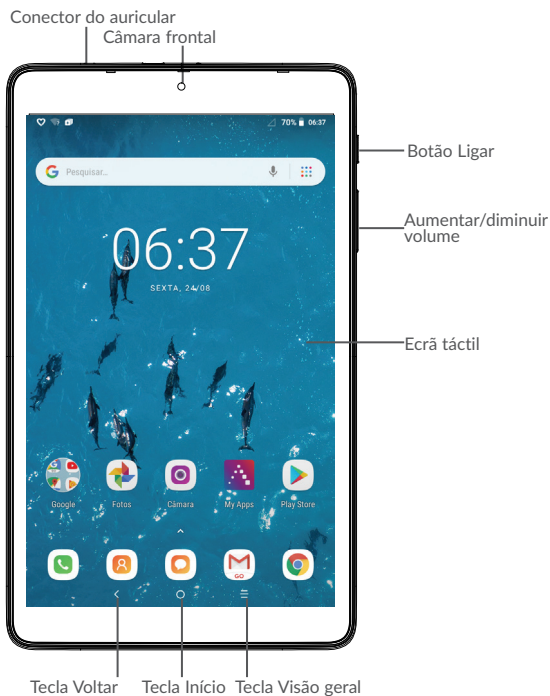 Conector do auricular
Câmara frontal
70% 06:37
Pesquisar...
Botão Ligar
Aumentar/diminuir
volume
06:37
SEXTA, 24/08
Ecrã táctil
Google Fotos Câmara My Apps Play Store
GO
Tecla Voltar Tecla Início Tecla Visão geral